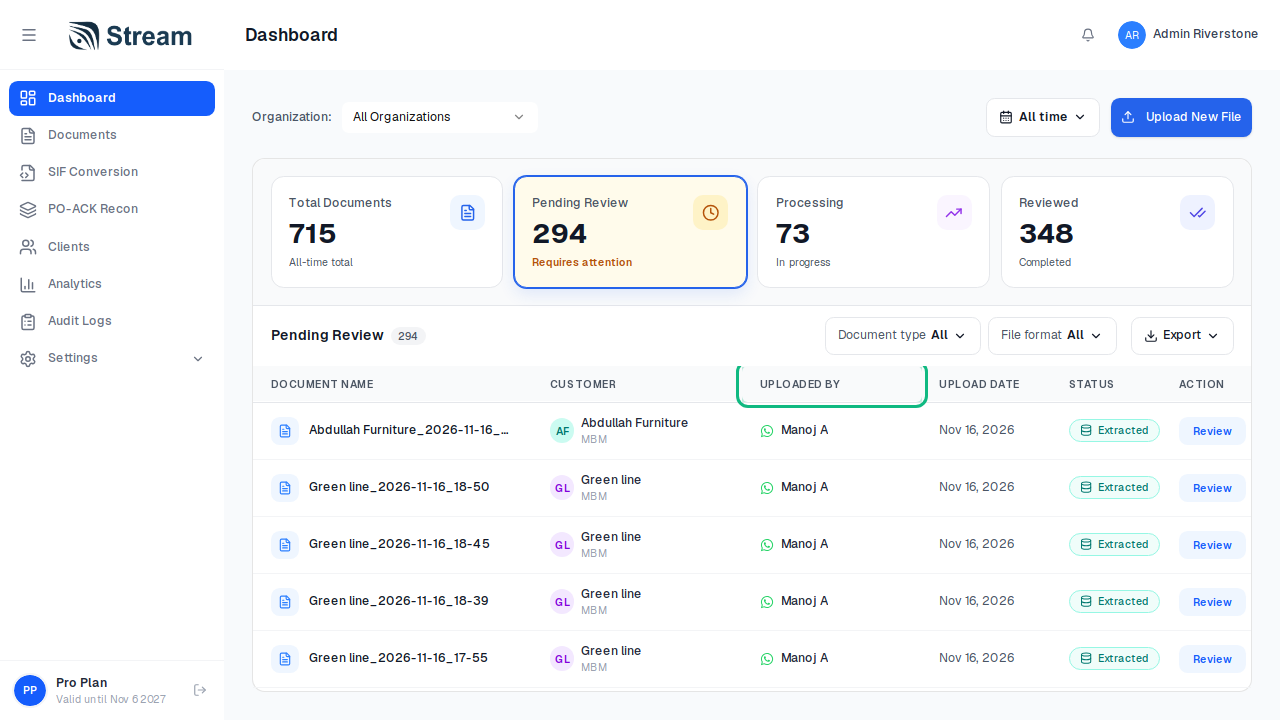 Stream
Dashboard
AR Admin Riverstone
Dashboard
Documents
SIF Conversion
PO-ACK Recon
Clients
Analytics
Audit Logs
Settings
Organization: All Organizations
All time
Upload New File
Total Documents
715
All-time total
Pending Review
294
Requires attention
Processing
73
In progress
Reviewed
348
Completed
Pending Review 294
Document type All
File format All
Export
DOCUMENT NAME CUSTOMER UPLOADED BY UPLOAD DATE STATUS ACTION
Abdullah Furniture_2026-11-16_... AF Abdullah Furniture MBM Manoj A Nov 16, 2026 Extracted Review
Green line_2026-11-16_18-50 GL Green line MBM Manoj A Nov 16, 2026 Extracted Review
Green line_2026-11-16_18-45 GL Green line MBM Manoj A Nov 16, 2026 Extracted Review
Green line_2026-11-16_18-39 GL Green line MBM Manoj A Nov 16, 2026 Extracted Review
Green line_2026-11-16_17-55 GL Green line MBM Manoj A Nov 16, 2026 Extracted Review
PP Pro Plan
Valid until Nov 6 2027